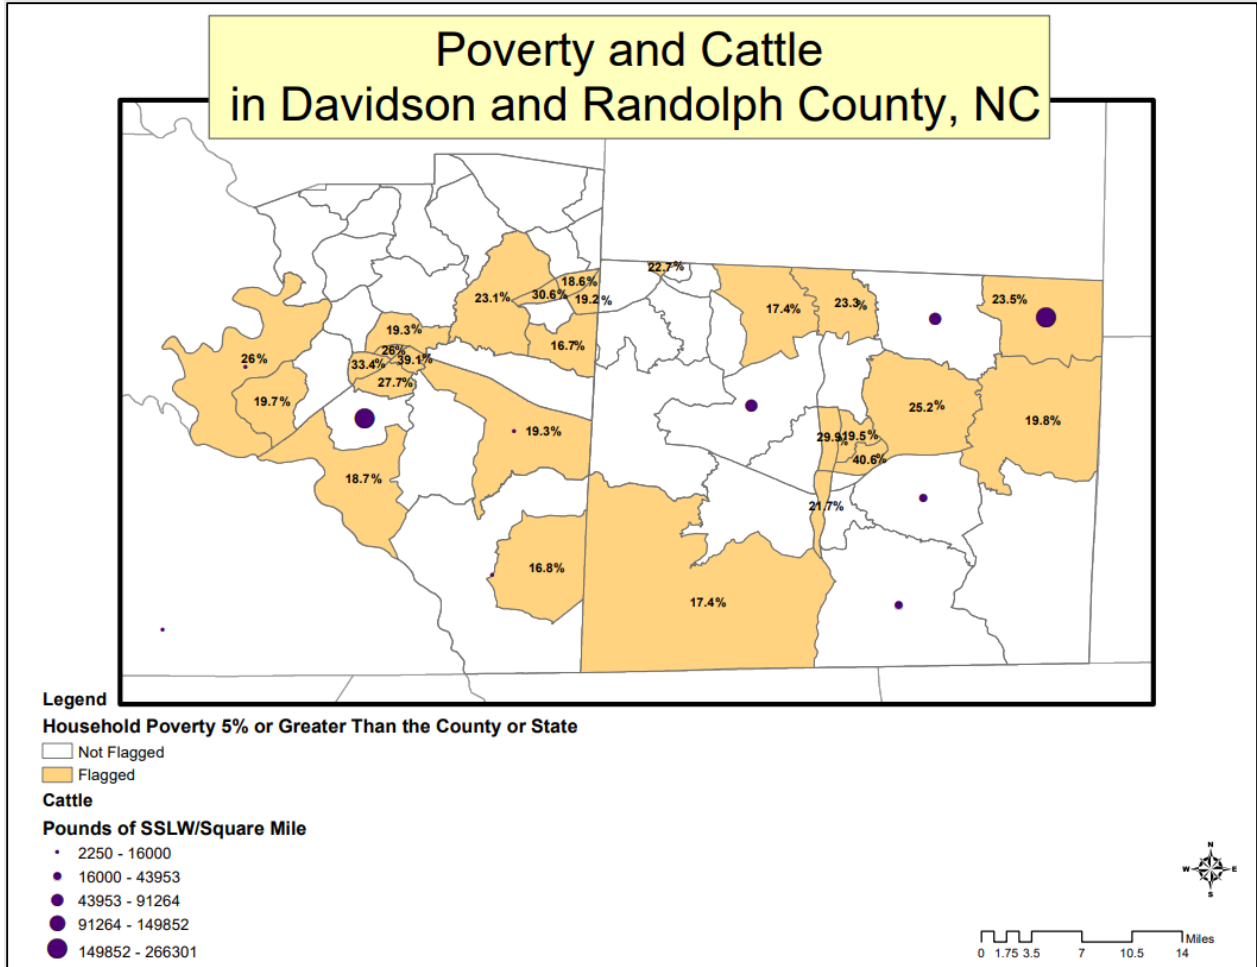 Poverty and Cattle
in Davidson and Randolph County, NC
22.7%
18.6%
30.6%
19.2%
23.1%
17.4%
23.3%
23.5%
19.3%
16.7%
26%
26%
39.1%
33.4%
27.7%
19.7%
25.2%
19.8%
19.3%
29.9%
19.5%
40.6%
18.7%
21.7%
16.8%
17.4%
Legend
Household Poverty 5% or Greater Than the County or State
Not Flagged
Flagged
Cattle
Pounds of SSLW/Square Mile
2250 - 16000
16000 - 43953
43953 - 91264
91264 - 149852
149852 - 266301
N
W E
S
Miles
0 1.75 3.5 7 10.5 14